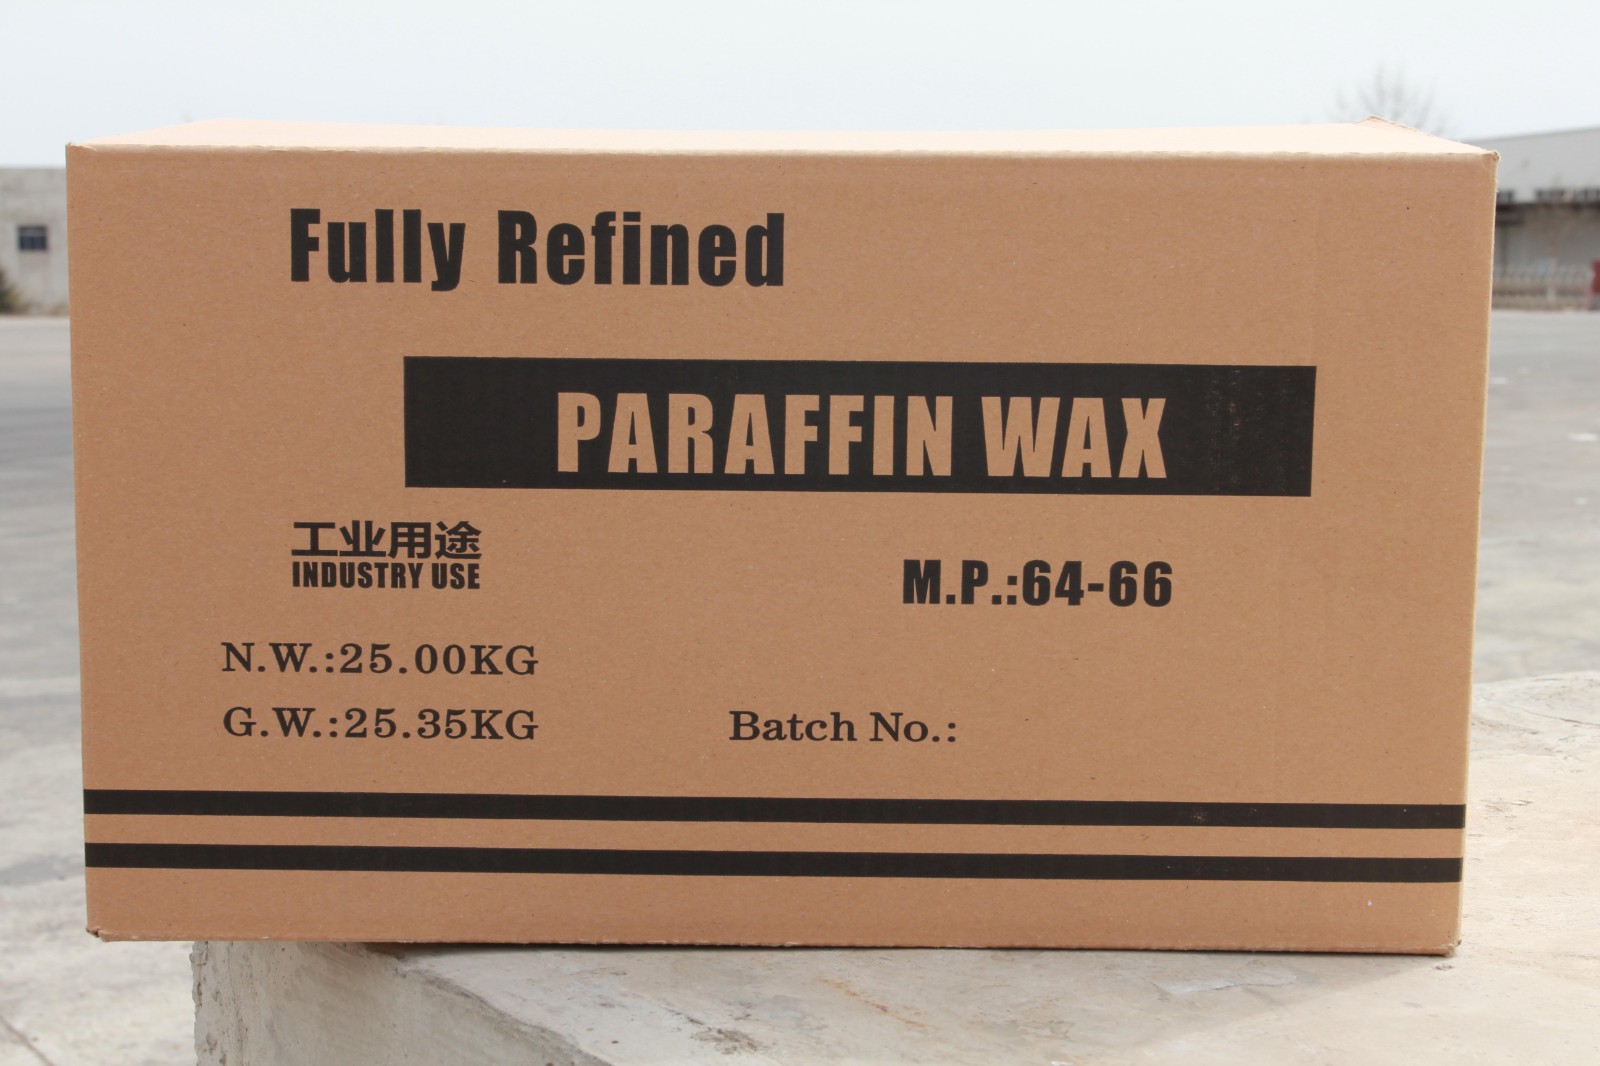 Fully Refined
PARAFFIN WAX
工业用途
INDUSTRY USE
M.P.:64-66
N.W.:25.00KG
G.W.:25.35KG
Batch No.: